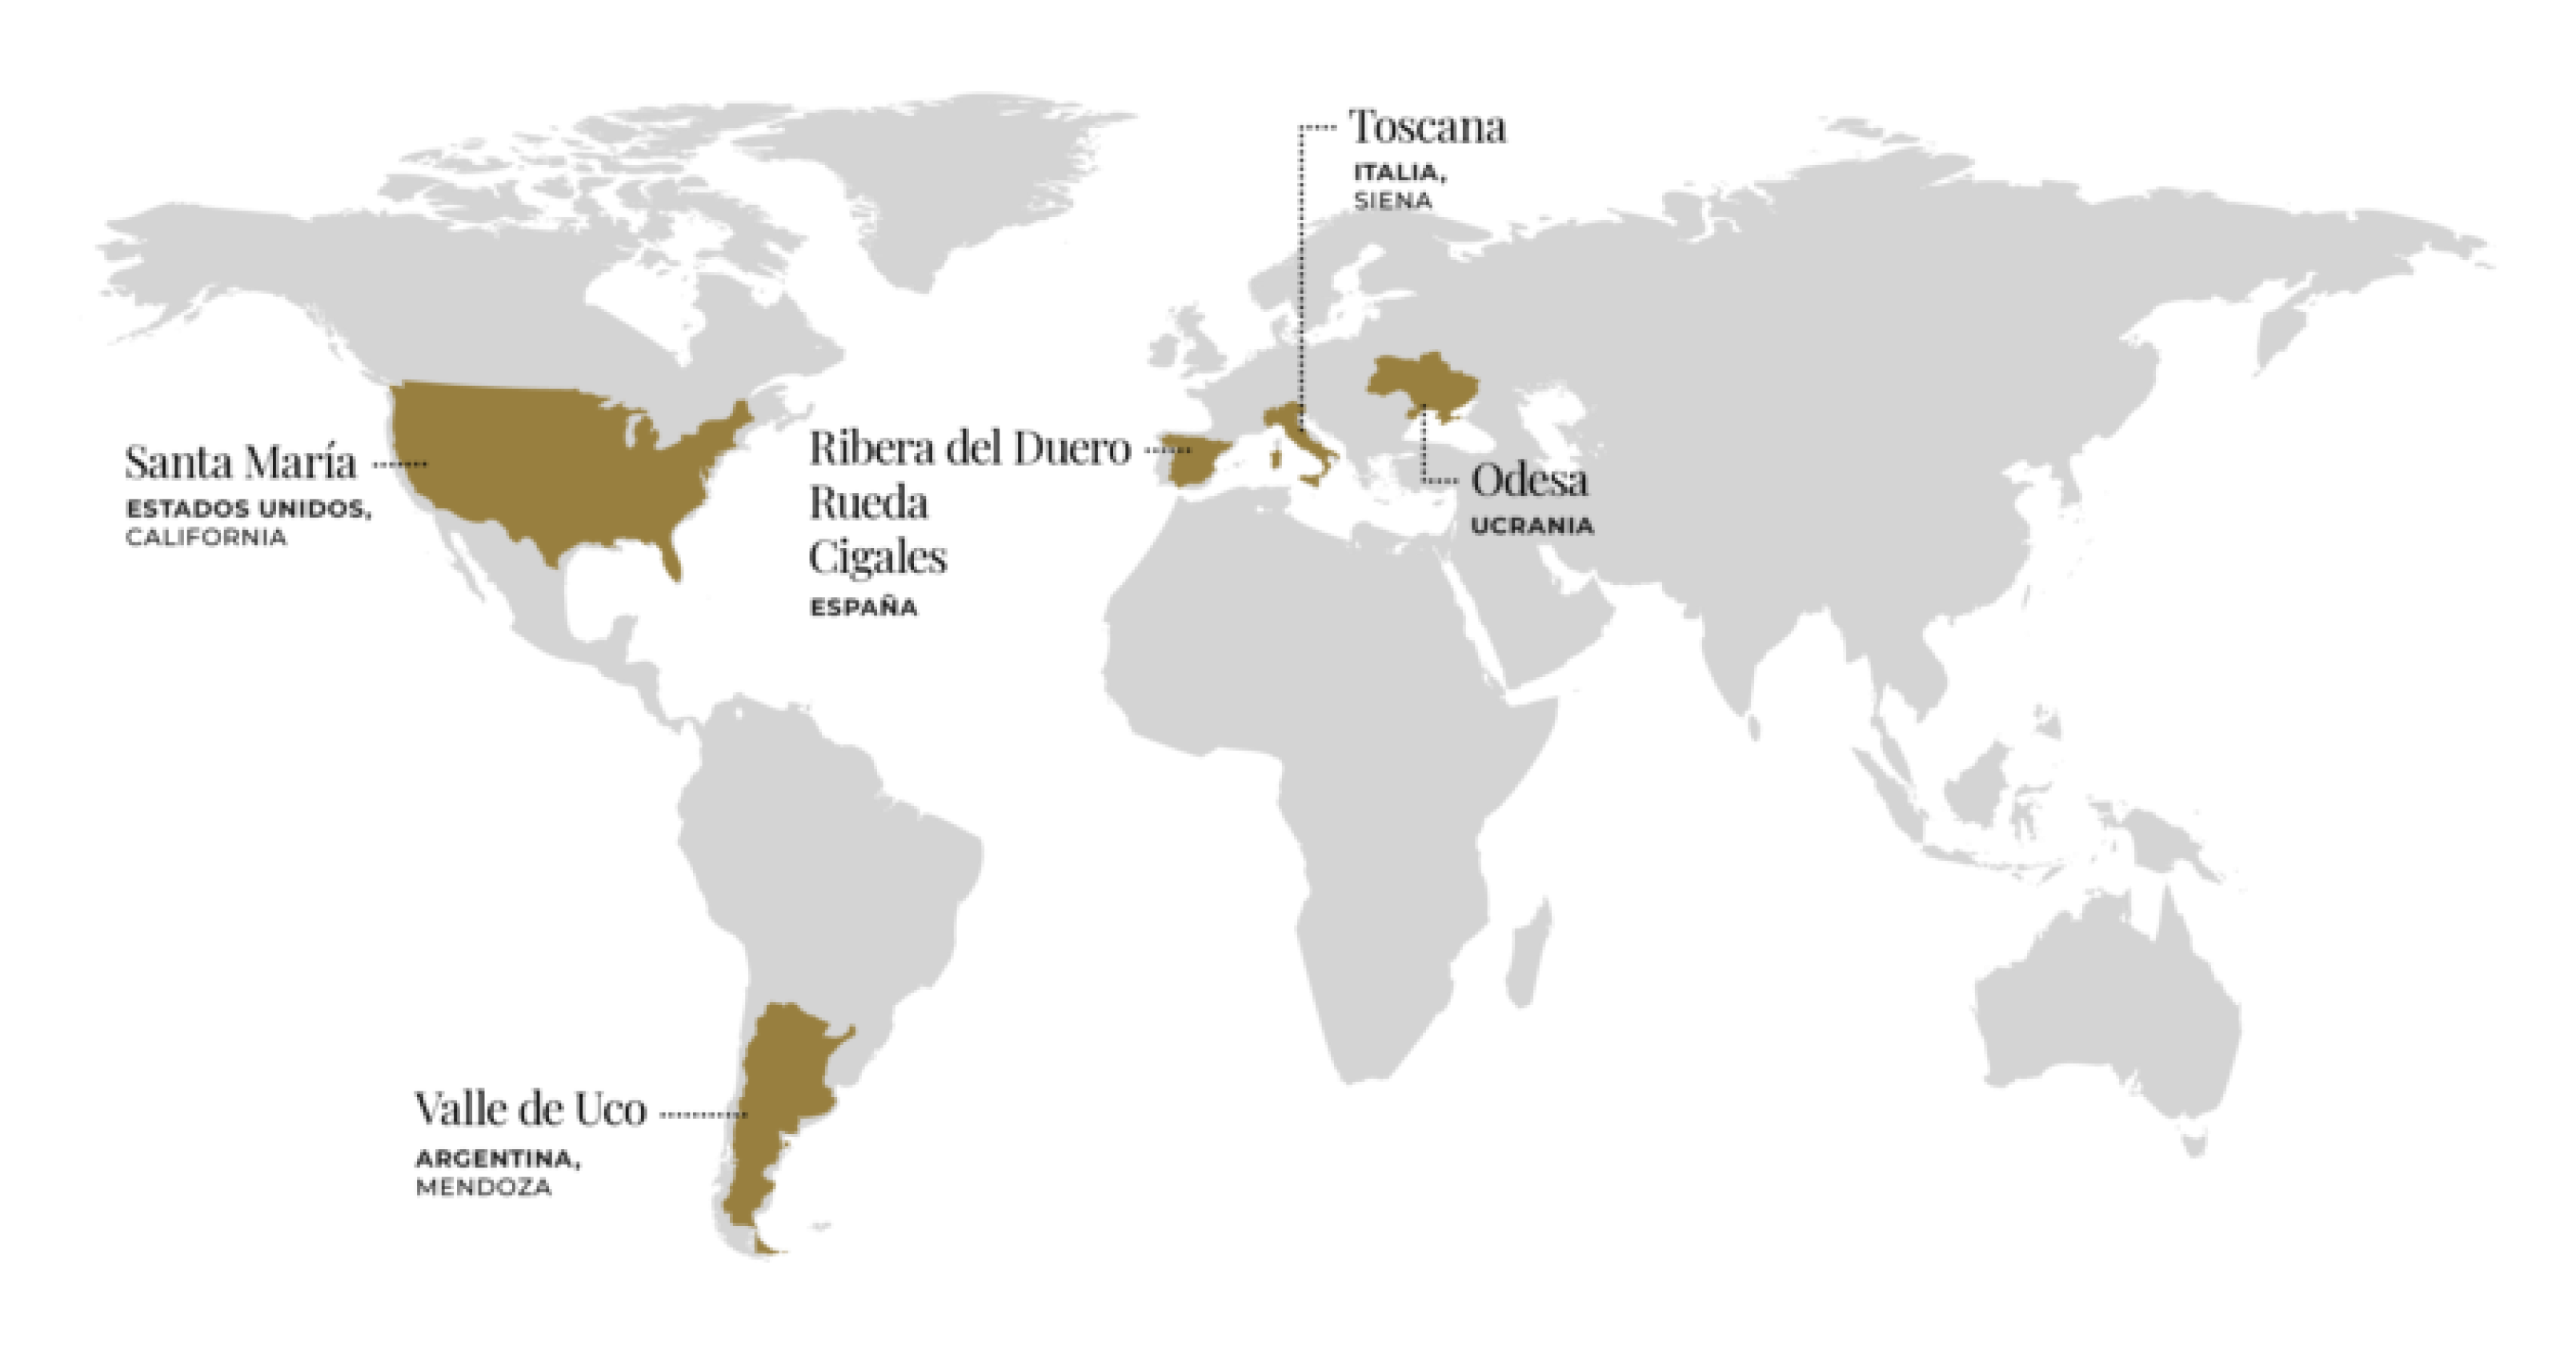 Toscana
ITALIA,
SIENA
Santa María
ESTADOS UNIDOS,
CALIFORNIA
Ribera del Duero
Rueda
Cigales
ESPAÑA
Odesa
UCRANIA
Valle de Uco
ARGENTINA,
MENDOZA